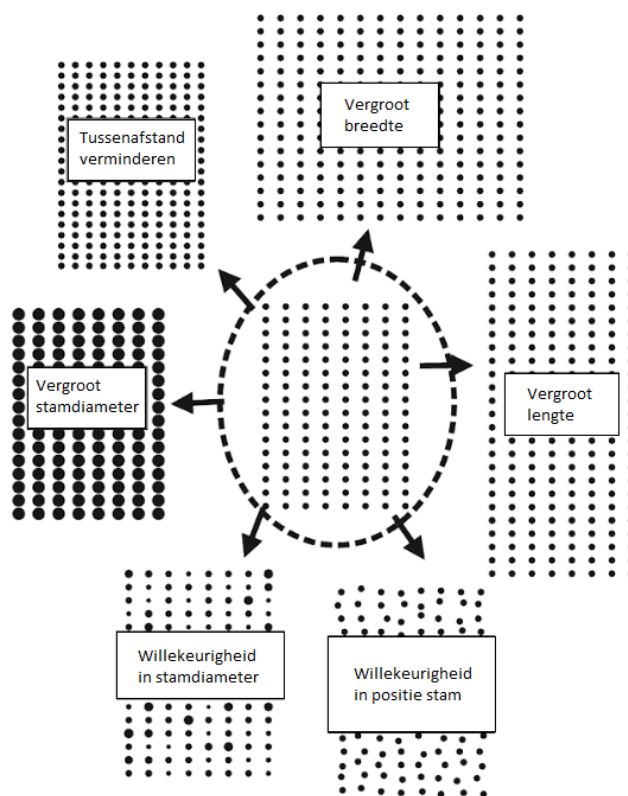 Vergroot
breedte
Tussenafstand
verminderen
Vergroot
stamdiameter
Vergroot
lengte
Willekeurigheid
in stamdiameter
Willekeurigheid
in positie stam